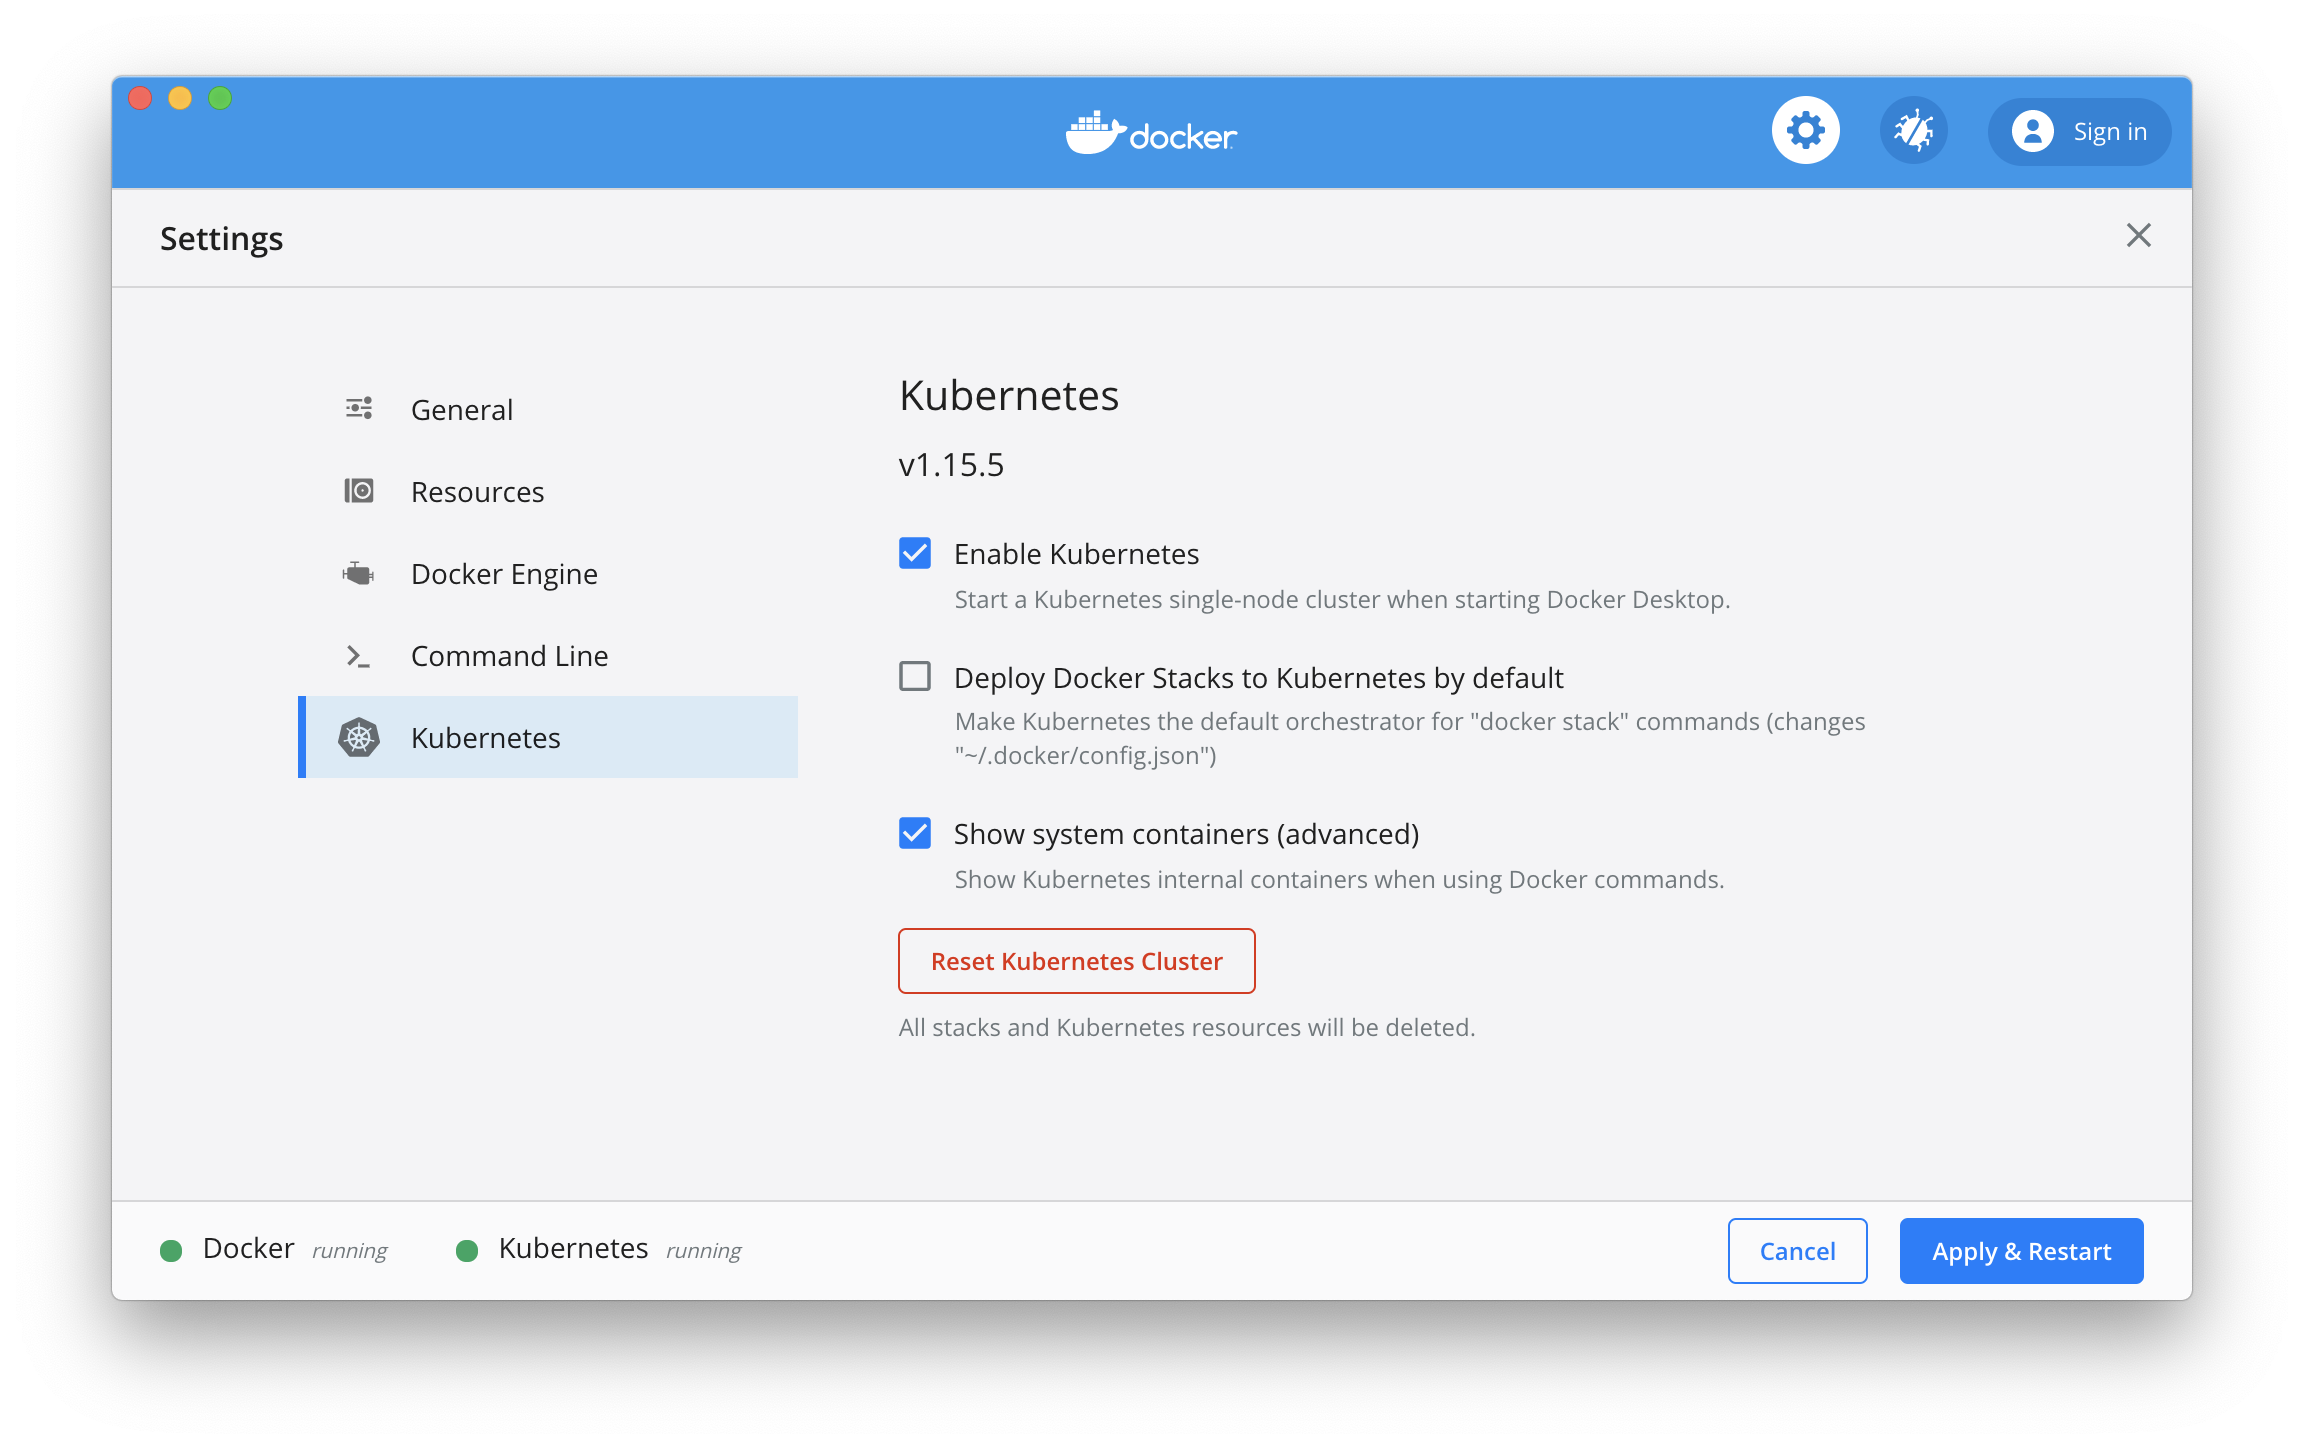 docker
Sign in
Settings
General
Resources
Docker Engine
Command Line
Kubernetes
Kubernetes
v1.15.5
Enable Kubernetes
Start a Kubernetes single-node cluster when starting Docker Desktop.
Deploy Docker Stacks to Kubernetes by default
Make Kubernetes the default orchestrator for "docker stack" commands (changes
"~/.docker/config.json")
Show system containers (advanced)
Show Kubernetes internal containers when using Docker commands.
Reset Kubernetes Cluster
All stacks and Kubernetes resources will be deleted.
Docker running
Kubernetes running
Cancel
Apply & Restart